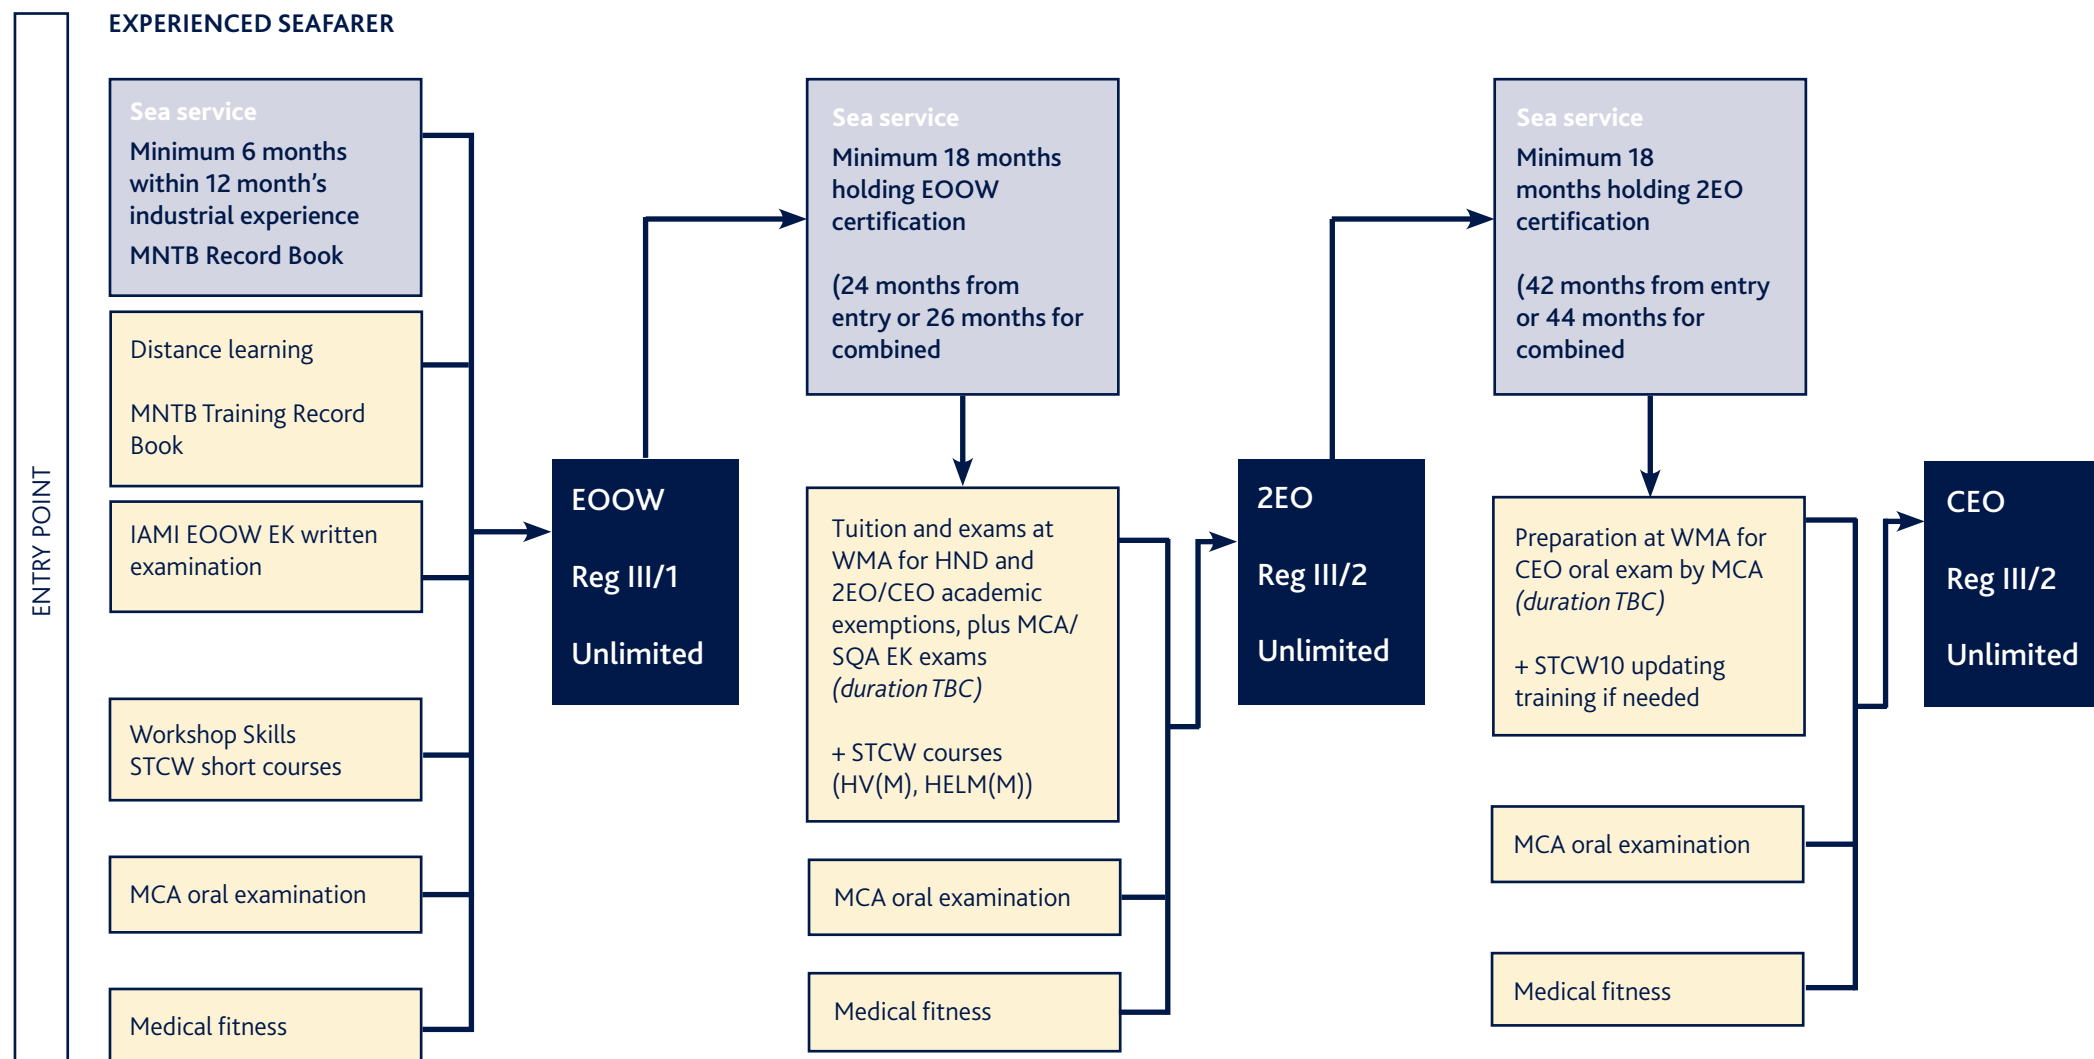 EXPERIENCED SEAFARER
ENTRY POINT
Sea service
Minimum 6 months
within 12 month’s
industrial experience
MNTB Record Book
Distance learning
MNTB Training Record
Book
IAMI EOOW EK written
examination
Workshop Skills
STCW short courses
MCA oral examination
Medical fitness
EOOW
Reg III/1
Unlimited
Sea service
Minimum 18 months
holding EOOW
certification
(24 months from
entry or 26 months for
combined
Tuition and exams at
WMA for HND and
2EO/CEO academic
exemptions, plus MCA/
SQA EK exams
(duration TBC)
+ STCW courses
(HV(M), HELM(M))
MCA oral examination
Medical fitness
2EO
Reg III/2
Unlimited
Sea service
Minimum 18
months holding 2EO
certification
(42 months from entry
or 44 months for
combined
Preparation at WMA for
CEO oral exam by MCA
(duration TBC)
+ STCW10 updating
training if needed
MCA oral examination
Medical fitness
CEO
Reg III/2
Unlimited